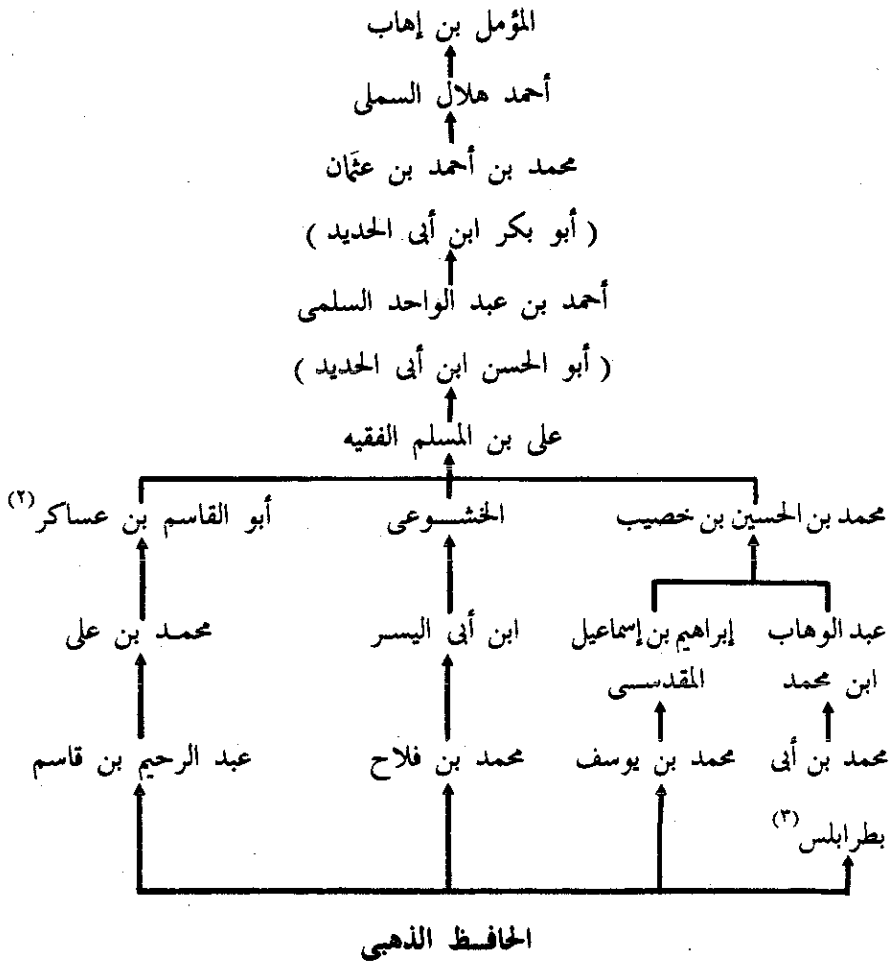 المؤمل بن إهاب
أحمد هلال السملى
محمد بن أحمد بن عثمان
( أبو بكر ابن أبى الحديد )
أحمد بن عبد الواحد السلمى
( أبو الحسن ابن أبى الحديد )
على بن المسلم الفقيه
محمد بن الحسين بن خصيب الخشوعى أبو القاسم بن عساكر (٢)
عبد الوهاب إبراهيم بن إسماعيل ابن أبى اليسر محمد بن على
ابن محمد المقدسى
محمد بن أبى محمد بن يوسف محمد بن فلاح عبد الرحيم بن قاسم
بطرابلس (٣)
الحافظ الذهبى